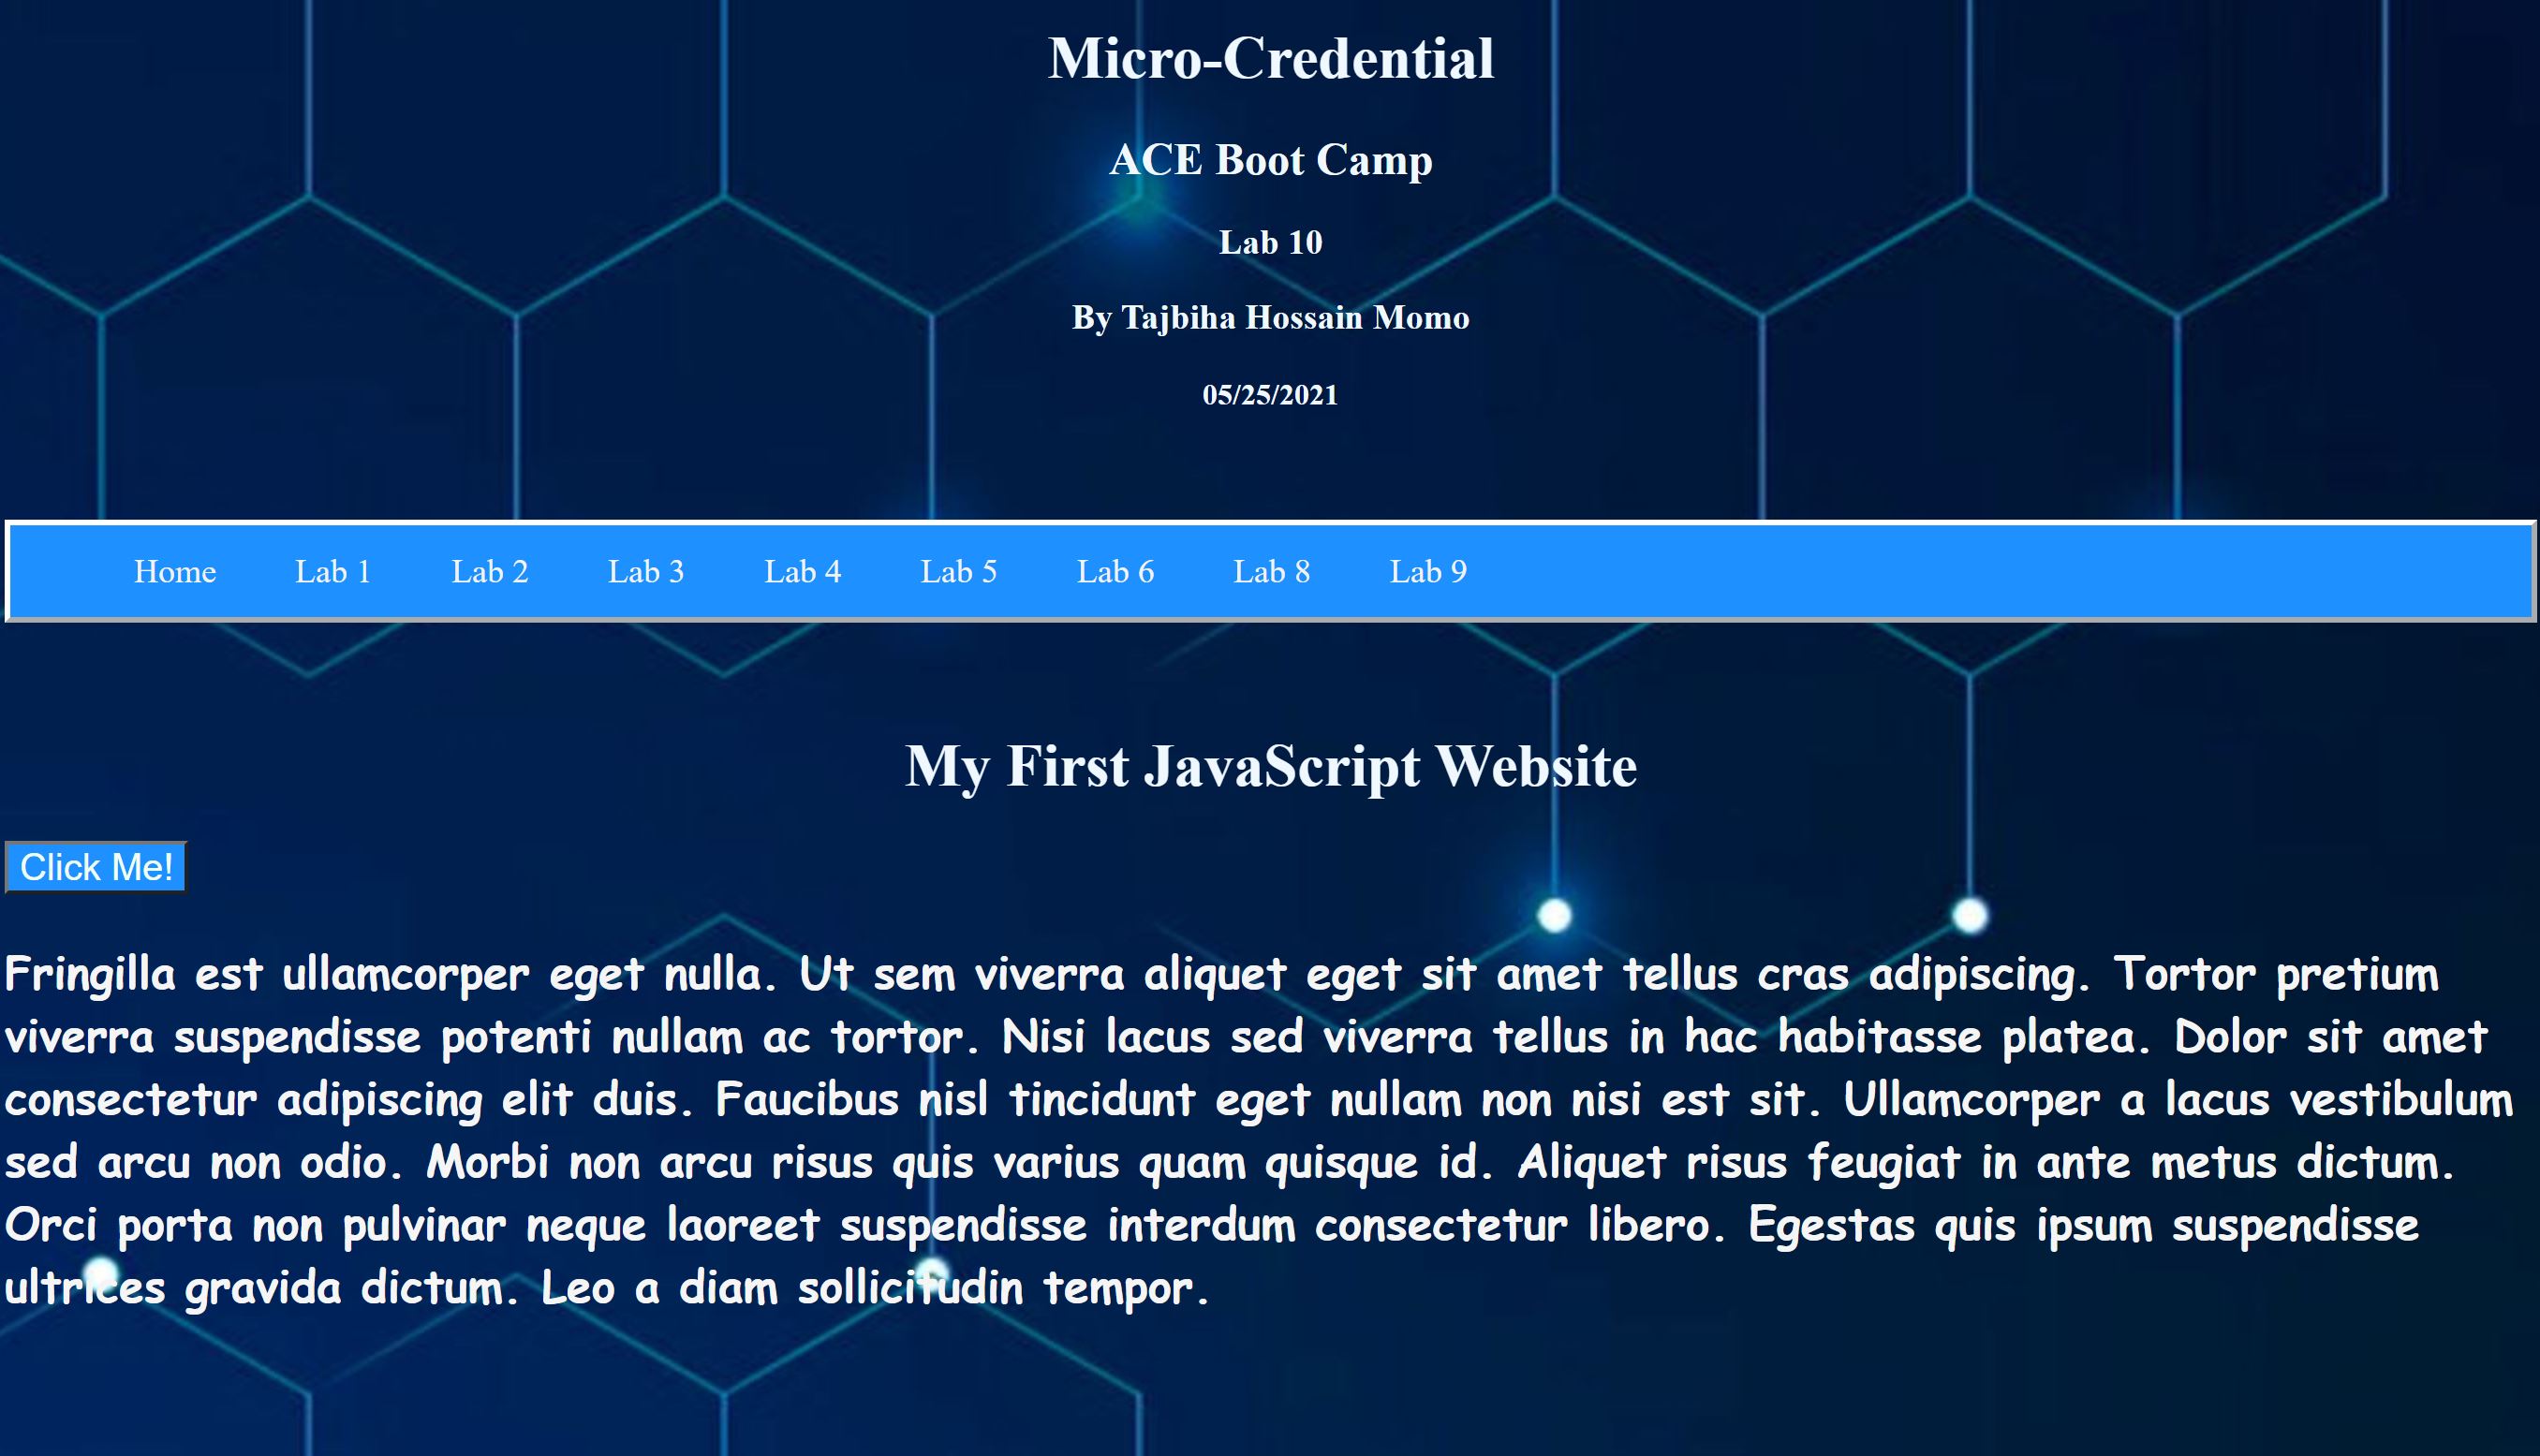 Micro-Credential
ACE Boot Camp
Lab 10
By Tajbiha Hossain Momo
05/25/2021
Home Lab 1 Lab 2 Lab 3 Lab 4 Lab 5 Lab 6 Lab 8 Lab 9
My First JavaScript Website
Click Me!
Fringilla est ullamcorper eget nulla. Ut sem viverra aliquet eget sit amet tellus cras adipiscing. Tortor pretium
viverra suspendisse potenti nullam ac tortor. Nisi lacus sed viverra tellus in hac habitasse platea. Dolor sit amet
consectetur adipiscing elit duis. Faucibus nisl tincidunt eget nullam non nisi est sit. Ullamcorper a lacus vestibulum
sed arcu non odio. Morbi non arcu risus quis varius quam quisque id. Aliquet risus feugiat in ante metus dictum.
Orci porta non pulvinar neque laoreet suspendisse interdum consectetur libero. Egestas quis ipsum suspendisse
ultrices gravida dictum. Leo a diam sollicitudin tempor.